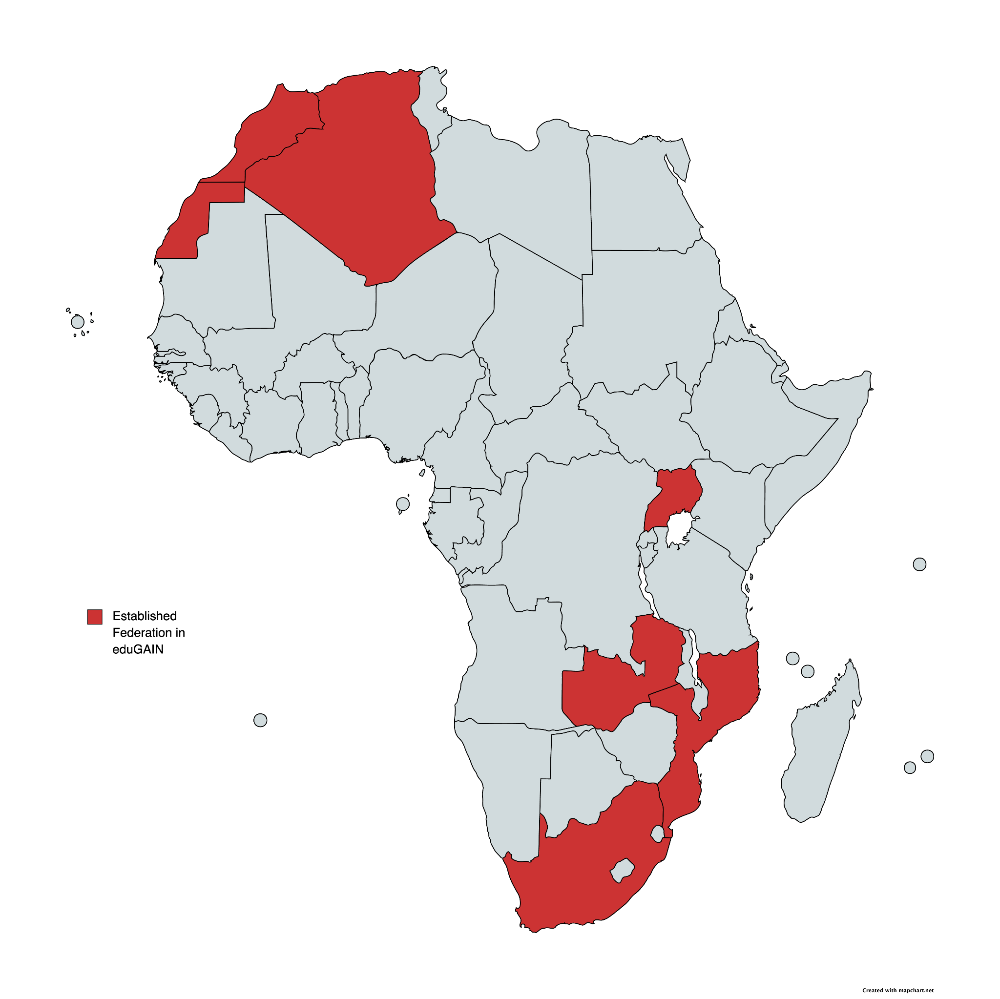 Established
Federation in
eduGAIN
Created with mapchart.net